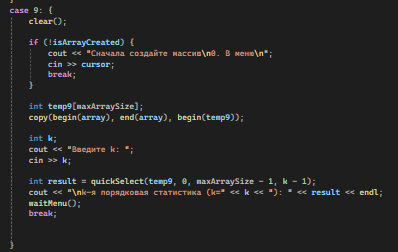 case 9: {
clear();
if (!isArrayCreated) {
cout << "Сначала создайте массив\n0. В меню\n";
cin >> cursor;
break;
}
int temp9[maxArraySize];
copy(begin(array), end(array), begin(temp9));
int k;
cout << "Введите k: ";
cin >> k;
int result = quickSelect(temp9, 0, maxArraySize - 1, k - 1);
cout << "\nk-я порядковая статистика (k=" << k << "): " << result << endl;
waitMenu();
break;
}